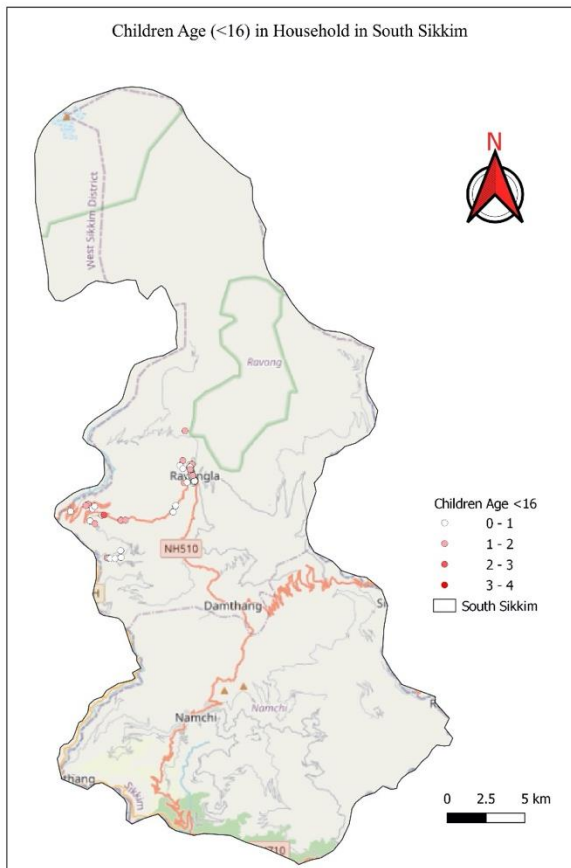 Children Age (<16) in Household in South Sikkim
N
West Sikkim District
Ravong
Ravangla
NH510
Damthang
Namchi
Namchi
Sikkim
Children Age <16
0 - 1
1 - 2
2 - 3
3 - 4
South Sikkim
0 2.5 5 km